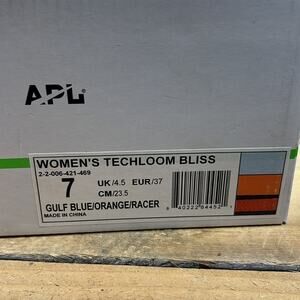 APL
WOMEN'S TECHLOOM BLISS
2-2-006-421-469
7 UK/4.5 EUR/37
CM/23.5
GULF BLUE/ORANGE/RACER
MADE IN CHINA